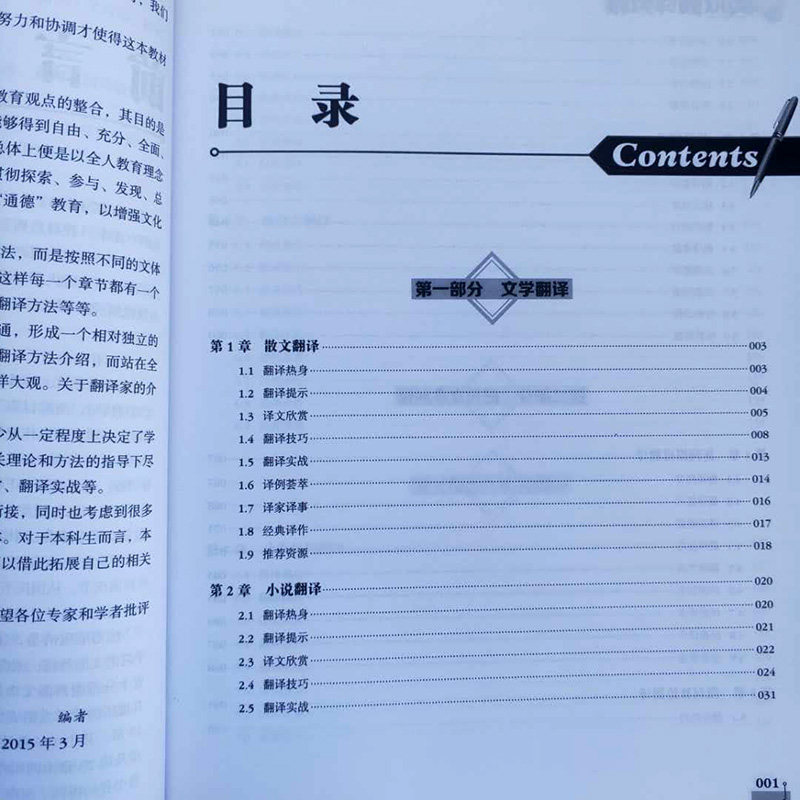 我们
努力和协调才使得这本教材
教育观点的整合，其目的是
能够得到自由、充分、全面、
总体上便是以全人教育理念
贯彻探索、参与、发现、总
“通德”教育，以增强文化
法，而是按照不同的文体
这样每一个章节都有一个
翻译方法等等。
通，形成一个相对独立的
翻译方法介绍，而站在全
洋大观。关于翻译家的介
少从一定程度上决定了学
关理论和方法的指导下尽
、翻译实战等。
衔接，同时也考虑到很多
。对于本科生而言，本
以借此拓展自己的相关
望各位专家和学者批评
编者
2015 年 3 月
目 录
Contents
第一部分 文学翻译
第 1 章 散文翻译 003
1.1 翻译热身 003
1.2 翻译提示 004
1.3 译文欣赏 005
1.4 翻译技巧 008
1.5 翻译实战 013
1.6 译例荟萃 014
1.7 译家译事 016
1.8 经典译作 017
1.9 推荐资源 018
第 2 章 小说翻译 020
2.1 翻译热身 020
2.2 翻译提示 021
2.3 译文欣赏 022
2.4 翻译技巧 024
2.5 翻译实战 031
001